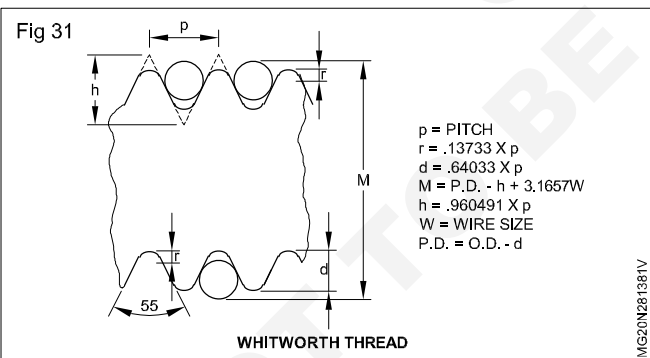 Fig 31
p
r
h
M
p = PITCH
r = .13733 X p
d = .64033 X p
M = P.D. - h + 3.1657W
h = .960491 X p
W = WIRE SIZE
P.D. = O.D. - d
r
d
55
WHITWORTH THREAD
MG20N281381V